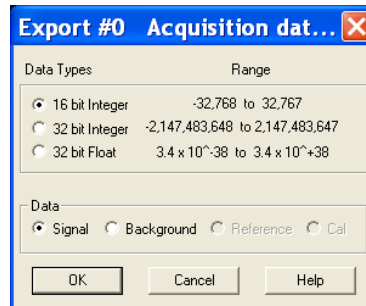 Export #0 Acquisition dat...
Data Types Range
16 bit Integer -32,768 to 32,767
32 bit Integer -2,147,483,648 to 2,147,483,647
32 bit Float 3.4 x 10^-38 to 3.4 x 10^+38
Data
Signal Background Reference Cal
OK Cancel Help